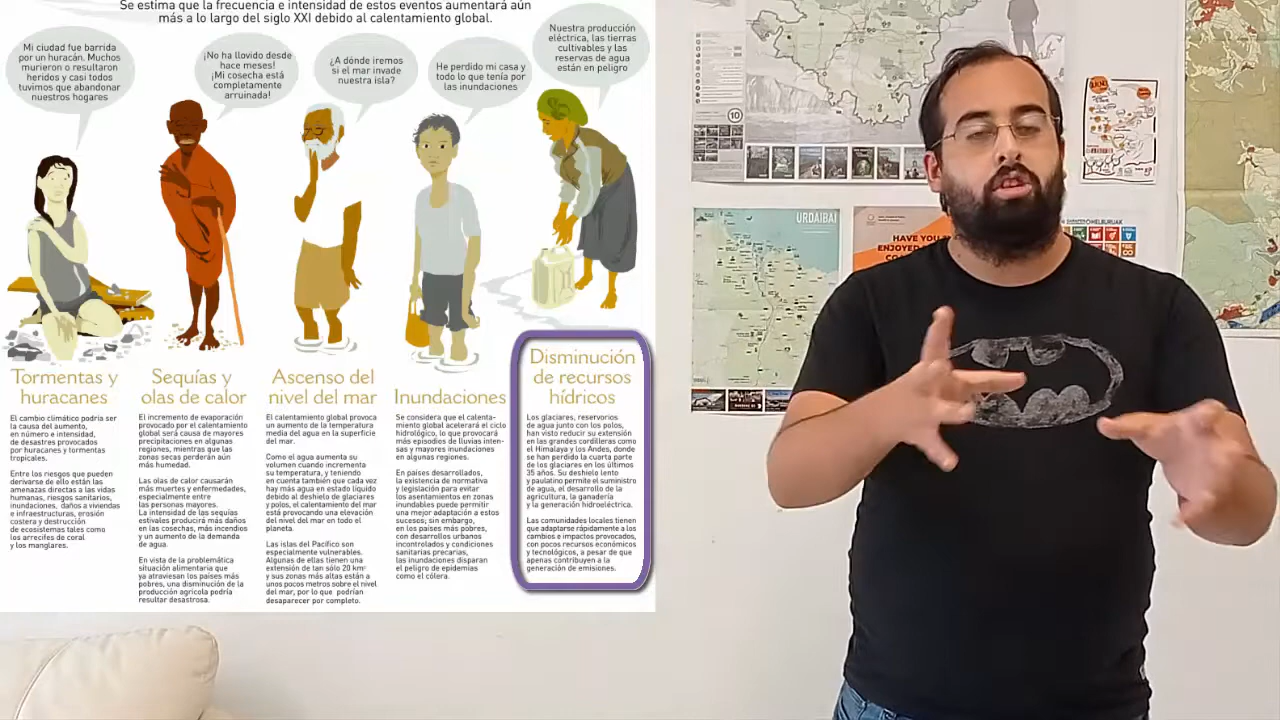 Se estima que la frecuencia e intensidad de estos eventos aumentará aún
más a lo largo del siglo XXI debido al calentamiento global.
Mi ciudad fue barrida
por un huracán. Muchos
murieron o resultaron
heridos y casi todos
tuvimos que abandonar
nuestros hogares
¡No ha llovido desde
hace meses!
¡Mi cosecha está
completamente
arruinada!
¿A dónde iremos
si el mar invade
nuestra isla?
He perdido mi casa y
todo lo que tenía por
las inundaciones
Nuestra producción
eléctrica, las tierras
cultivables y las
reservas de agua
están en peligro
Tormentas y
huracanes
El cambio climático podría ser
la causa del aumento,
en número e intensidad,
de desastres provocados
por huracanes y tormentas
tropicales.
Entre los riesgos que pueden
derivarse de ello están las
amenazas directas a las vidas
humanas, riesgos sanitarios,
inundaciones, daños a viviendas
e infraestructuras, erosión
costera y destrucción
de ecosistemas tales como
los arrecifes de coral
y los manglares.
Sequías y
olas de calor
El incremento de evaporación
provocado por el calentamiento
global será causa de mayores
precipitaciones en algunas
regiones, mientras que las
zonas secas perderán aún
más humedad.
Las olas de calor causarán
más muertes y enfermedades,
especialmente entre
las personas mayores.
La intensidad de las sequías
estivales producirá más daños
en las cosechas, más incendios
y un aumento de la demanda
de agua.
En vista de la problemática
situación alimentaria que
ya atraviesan los países más
pobres, una disminución de la
producción agrícola podría
resultar desastrosa.
Ascenso del
nivel del mar
El calentamiento global provoca
un aumento de la temperatura
media del agua en la superficie
del mar.
Como el agua aumenta su
volumen cuando incrementa
su temperatura, y teniendo
en cuenta también que cada vez
hay más agua en estado líquido
debido al deshielo de glaciares
y polos, el calentamiento del mar
está provocando una elevación
del nivel del mar en todo el
planeta.
Las islas del Pacífico son
especialmente vulnerables.
Algunas de ellas tienen una
extensión de tan sólo 20 km²
y sus zonas más altas están a
unos pocos metros sobre el nivel
del mar, por lo que podrían
desaparecer por completo.
Inundaciones
Se considera que el calenta-
miento global acelerará el ciclo
hidrológico, lo que provocará
más episodios de lluvias inten-
sas y mayores inundaciones
en algunas regiones.
En países desarrollados,
la existencia de normativa
y legislación para evitar
los asentamientos en zonas
inundables puede permitir
una mejor adaptación a estos
sucesos; sin embargo,
en los países más pobres,
con desarrollos urbanos
incontrolados y condiciones
sanitarias precarias,
las inundaciones disparan
el peligro de epidemias
como el cólera.
Disminución
de recursos
hídricos
Los glaciares, reservorios
de agua junto con los polos,
han visto reducir su extensión
en las grandes cordilleras como
el Himalaya y los Andes, donde
se han perdido la cuarta parte
de los glaciares en los últimos
35 años. Su deshielo lento
y paulatino permite el suministro
de agua, el desarrollo de la
agricultura, la ganadería
y la generación hidroeléctrica.
Las comunidades locales tienen
que adaptarse rápidamente a los
cambios e impactos provocados,
con pocos recursos económicos
y tecnológicos, a pesar de que
apenas contribuyen a la
generación de emisiones.
10
URDAIBAI
HAVE YOU
ENJOYED